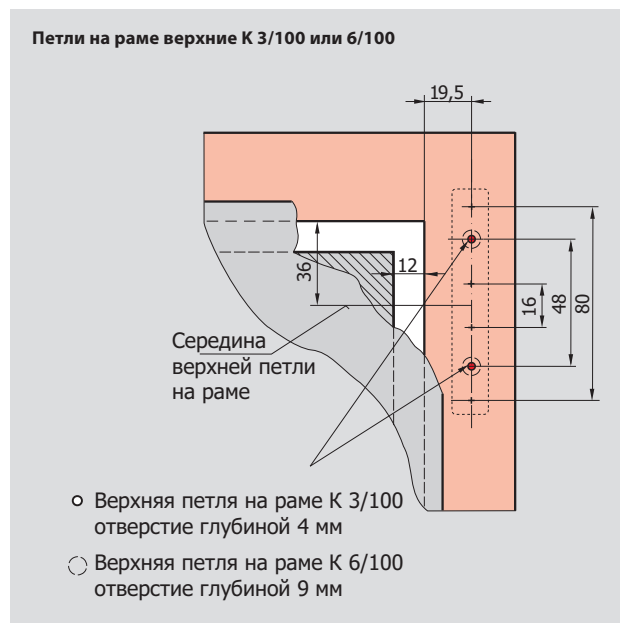 Петли на раме верхние К 3/100 или 6/100
19,5
36
12
16
48
80
Середина
верхней петли
на раме
Верхняя петля на раме К 3/100
отверстие глубиной 4 мм
Верхняя петля на раме К 6/100
отверстие глубиной 9 мм